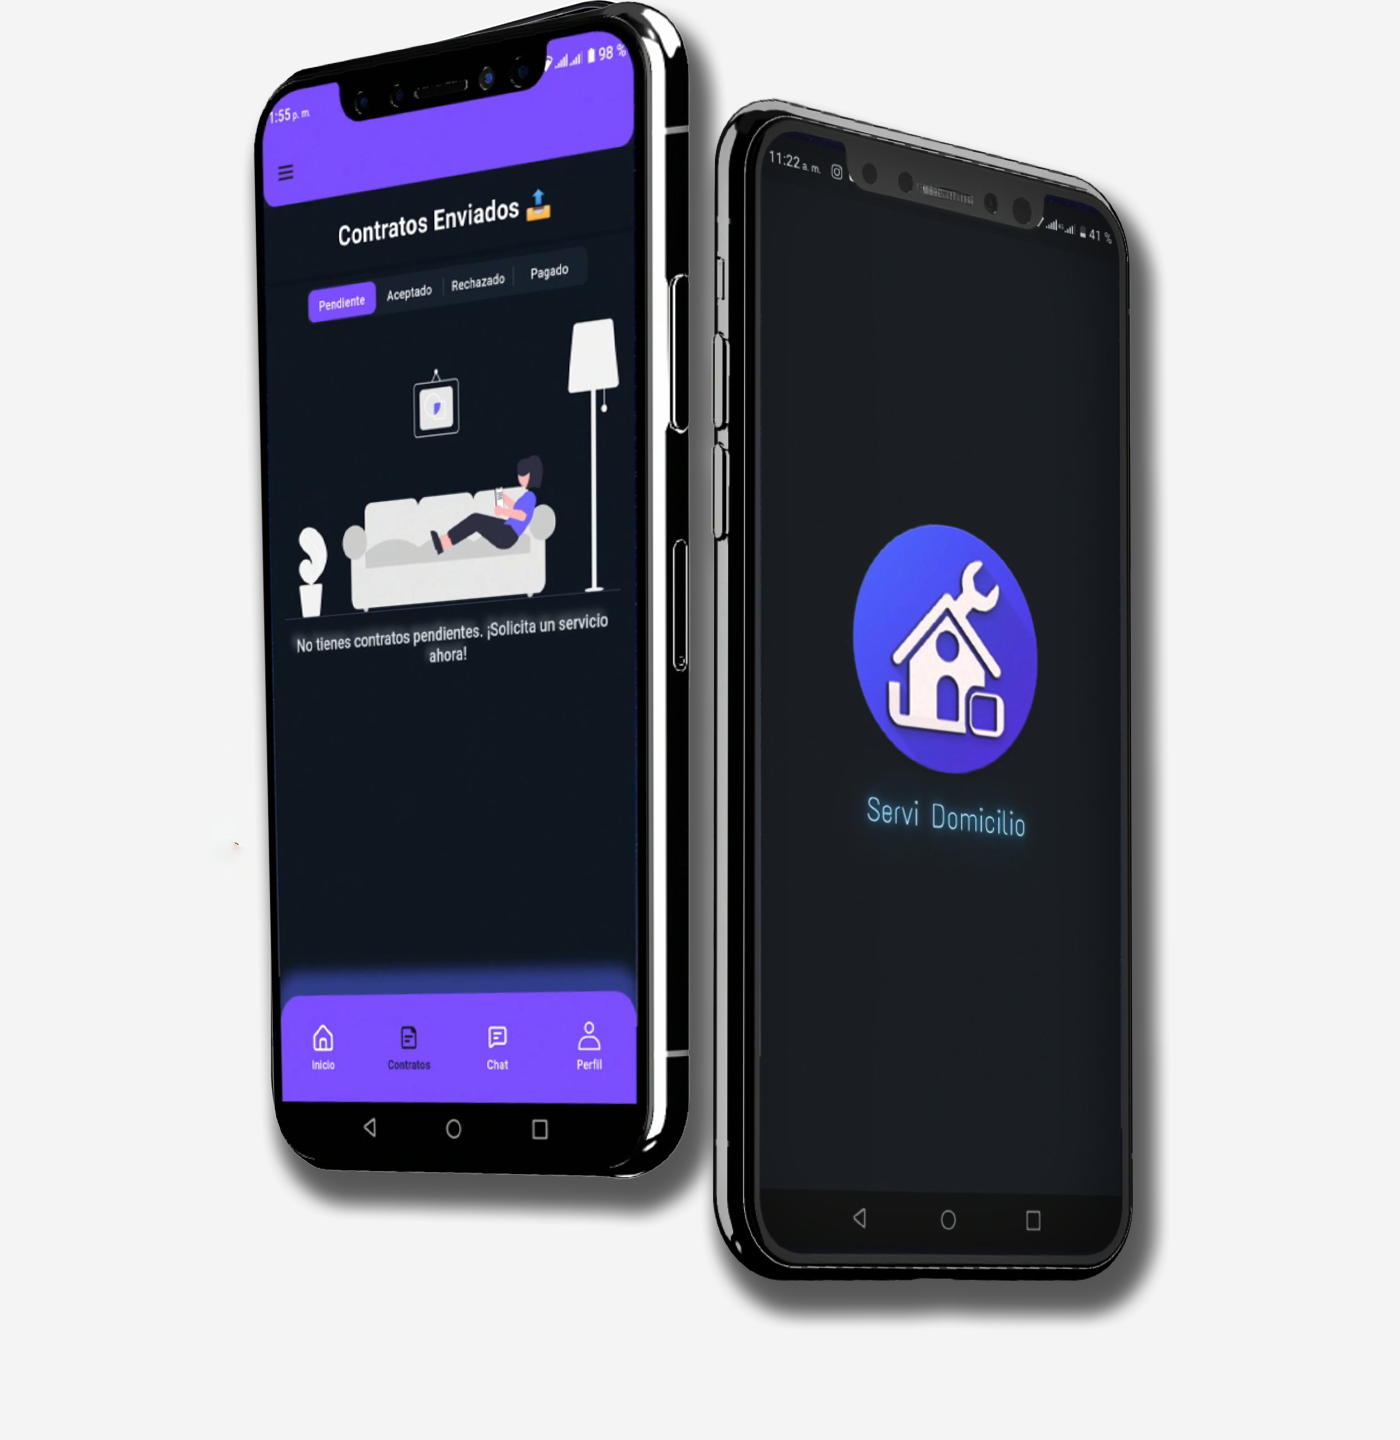 1:55 p. m.
98 %
Contratos Enviados
Pendiente
Aceptado
Rechazado
Pagado
No tienes contratos pendientes. ¡Solicita un servicio
ahora!
Inicio
Contratos
Chat
Perfil
11:22 a. m.
41 %
Servi Domicilio